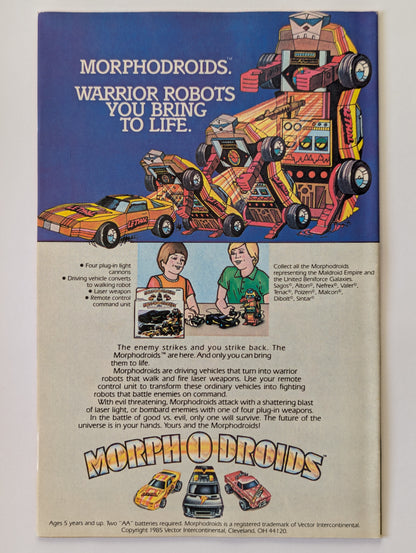 MORPHODROIDS.™
WARRIOR ROBOTS
YOU BRING
TO LIFE.
• Four plug-in light
cannons
• Driving vehicle converts
to walking robot
• Laser weapon
• Remote control
command unit
Collect all the Morphodroids
representing the Maldroid Empire and
the United Beniforce Galaxies.
Sagos©, Alton©, Nefrex©, Valer©,
Tenac©, Poizen©, Malcon©,
Dibolt©, Sintar©
The enemy strikes and you strike back. The
Morphodroids™ are here. And only you can bring
them to life.
Morphodroids are driving vehicles that turn into warrior
robots that walk and fire laser weapons. Use your remote
control unit to transform these ordinary vehicles into fighting
robots that battle enemies on command.
With evil threatening, Morphodroids attack with a shattering blast
of laser light, or bombard enemies with one of four plug-in weapons.
In the battle of good vs. evil, only one will survive. The future of the
universe is in your hands. Yours and the Morphodroids!
MORPH-O-DROIDS™
Ages 5 years and up. Two "AA" batteries required. Morphodroids is a registered trademark of Vector Intercontinental.
Copyright 1985 Vector Intercontinental, Cleveland, OH 44120.